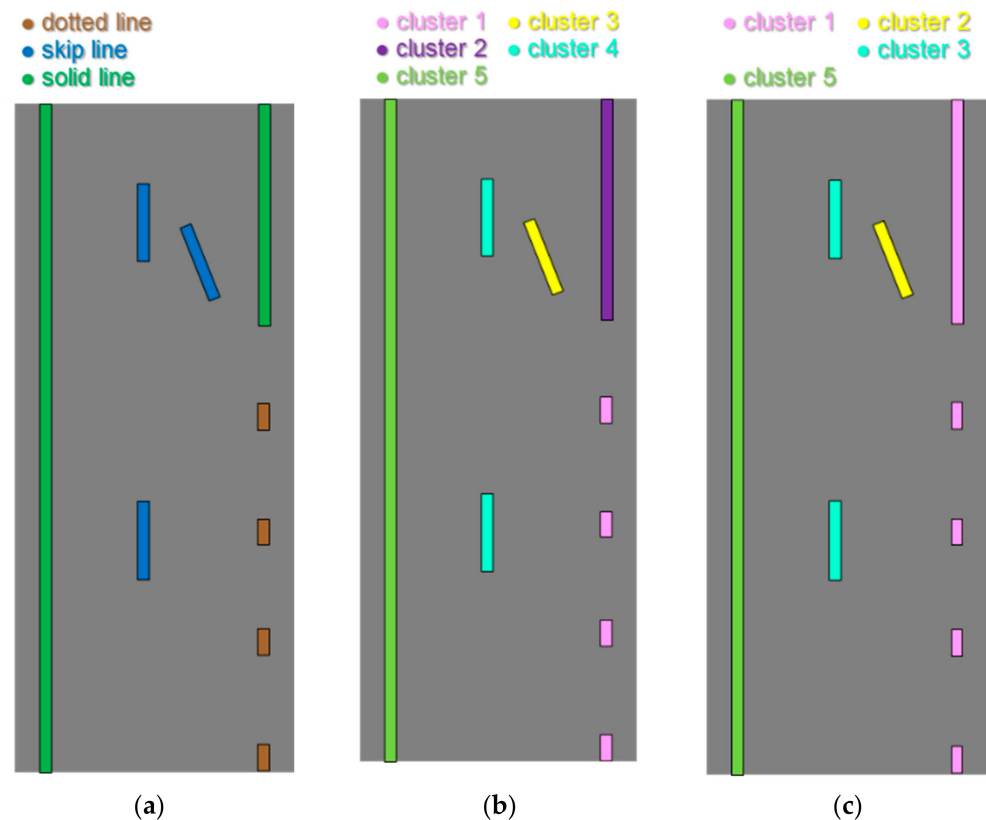 ● dotted line
● skip line
● solid line
● cluster 1 ● cluster 3
● cluster 2 ● cluster 4
● cluster 5
● cluster 1 ● cluster 2
● cluster 3
● cluster 5
(a) (b) (c)